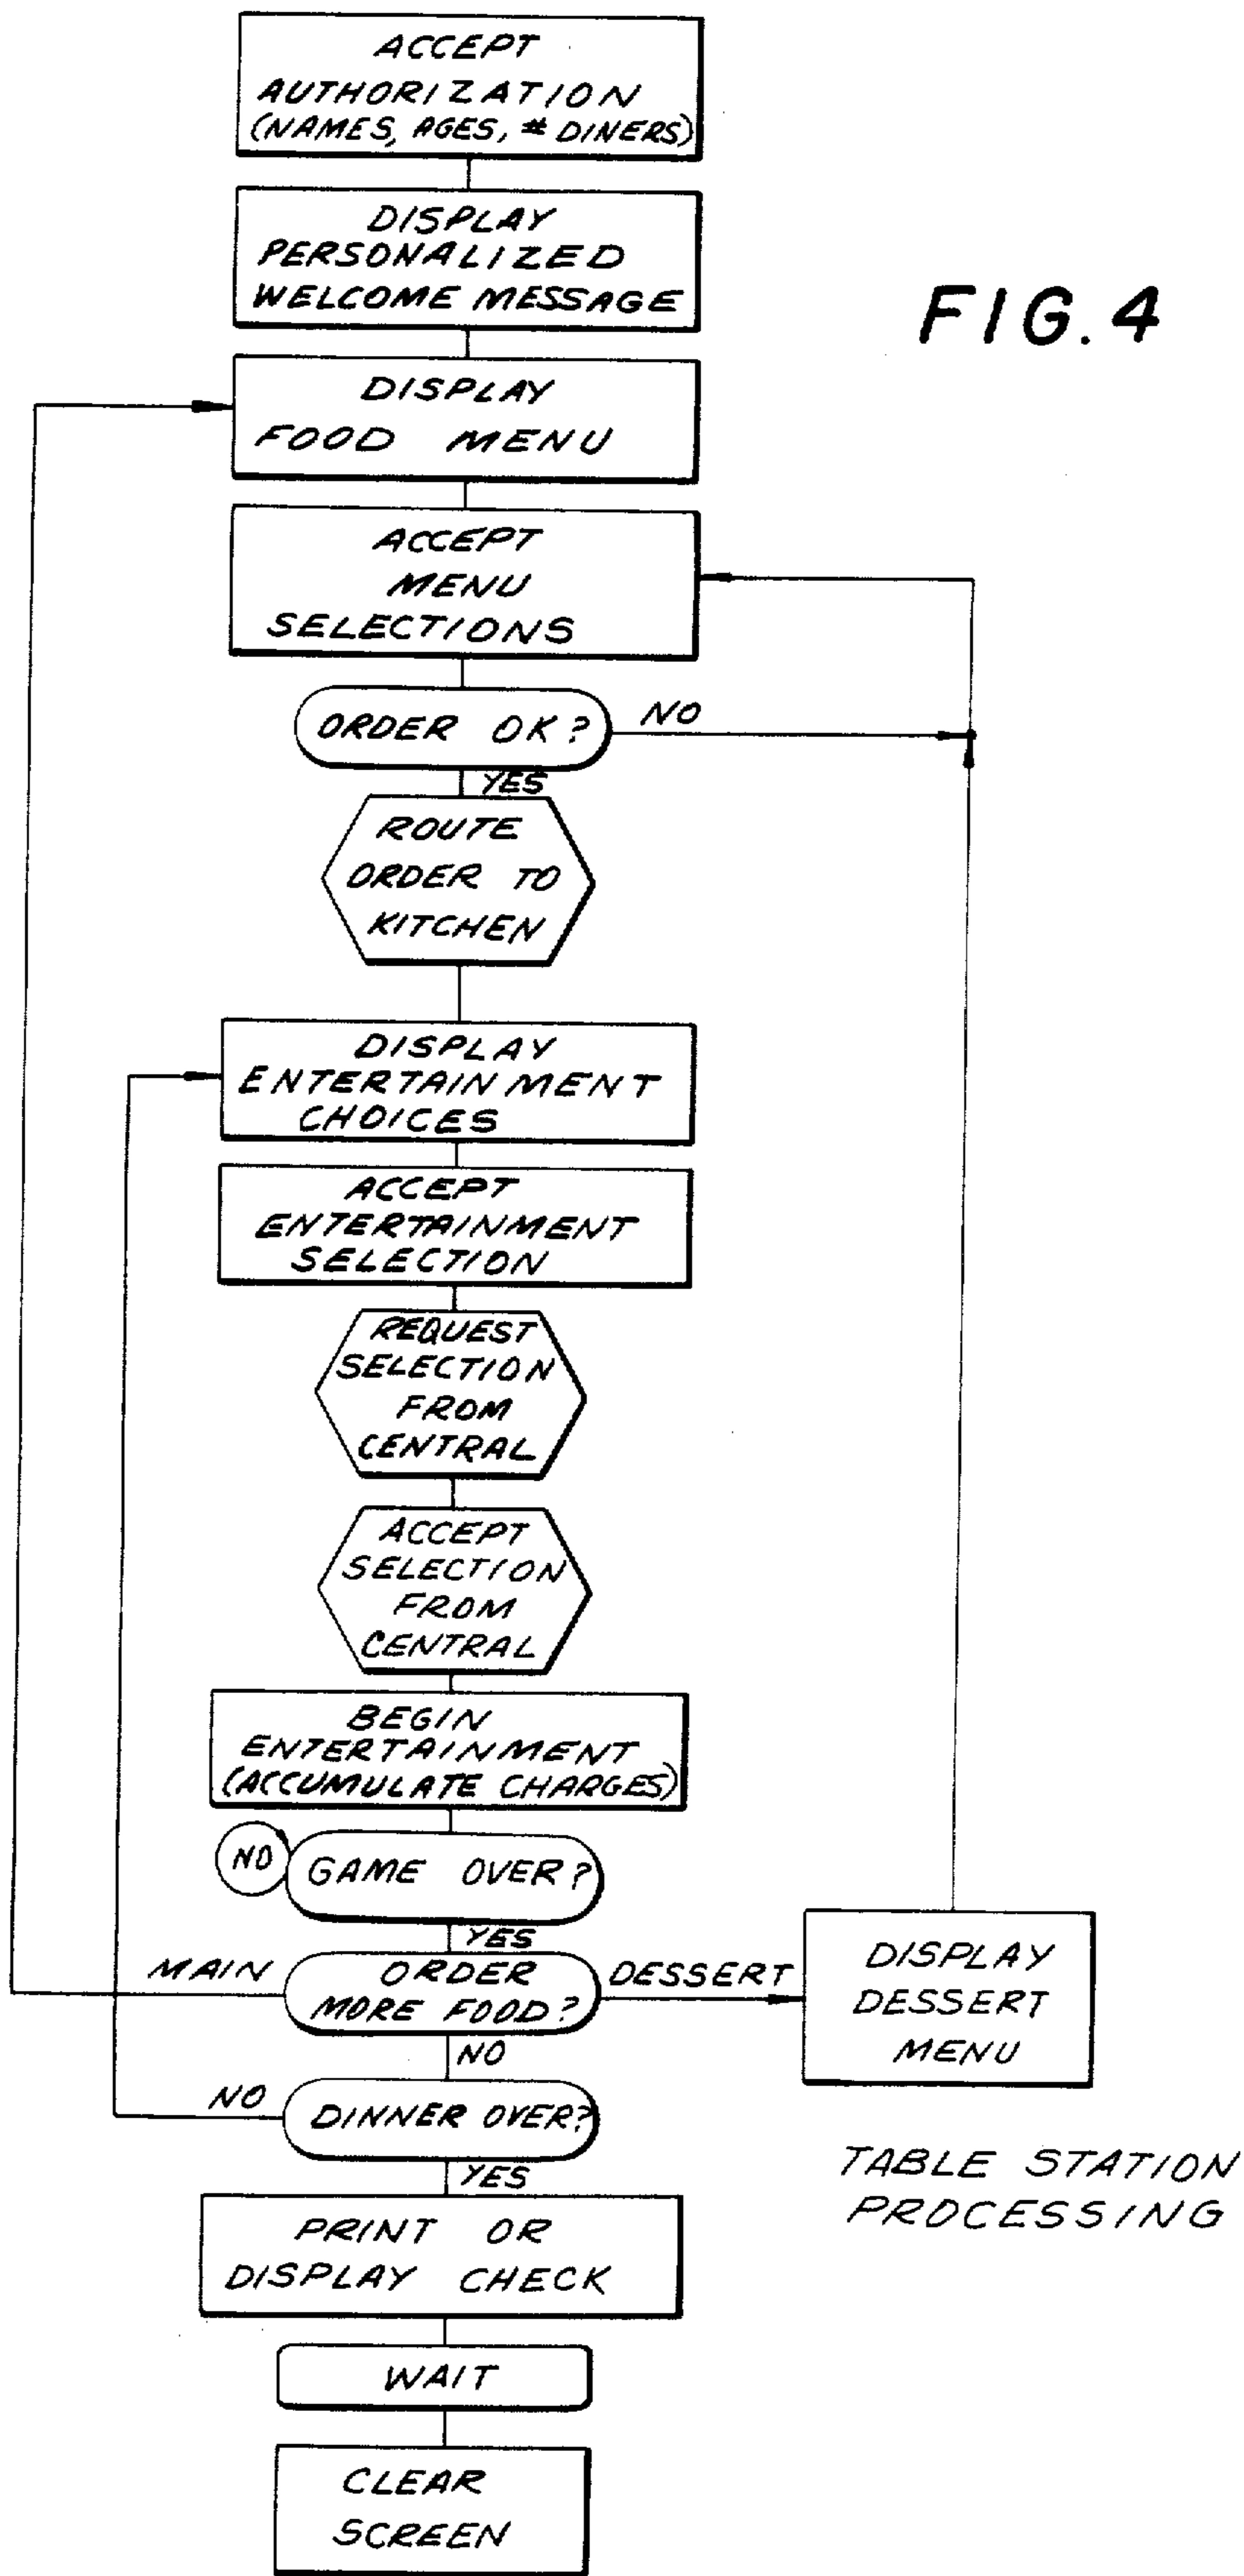 ACCEPT
AUTHORIZATION
(NAMES, AGES, # DINERS)
DISPLAY
PERSONALIZED
WELCOME MESSAGE
FIG. 4
DISPLAY
FOOD MENU
ACCEPT
MENU
SELECTIONS
ORDER OK?
NO
YES
ROUTE
ORDER TO
KITCHEN
DISPLAY
ENTERTAINMENT
CHOICES
ACCEPT
ENTERTAINMENT
SELECTION
REQUEST
SELECTION
FROM
CENTRAL
ACCEPT
SELECTION
FROM
CENTRAL
BEGIN
ENTERTAINMENT
(ACCUMULATE CHARGES)
NO
GAME OVER?
YES
MAIN
ORDER
MORE FOOD?
DESSERT
DISPLAY
DESSERT
MENU
NO
NO
DINNER OVER?
YES
TABLE STATION
PROCESSING
PRINT OR
DISPLAY CHECK
WAIT
CLEAR
SCREEN